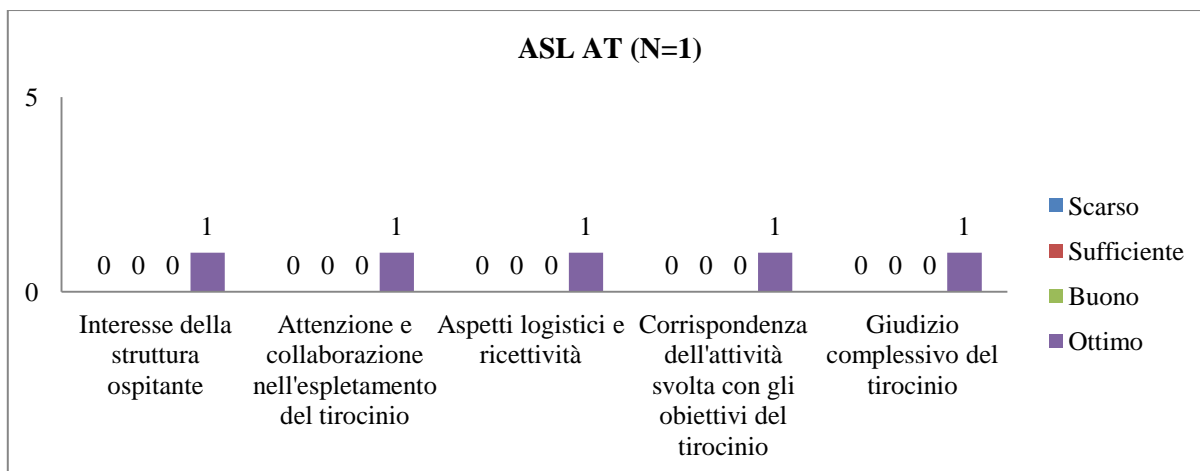 ASL AT (N=1)
5
0
0 0 0 1
0 0 0 1
0 0 0 1
0 0 0 1
0 0 0 1
Interesse della
struttura
ospitante
Attenzione e
collaborazione
nell'espletamento
del tirocinio
Aspetti logistici e
ricettività
Corrispondenza
dell'attività
svolta con gli
obiettivi del
tirocinio
Giudizio
complessivo del
tirocinio
Scarso
Sufficiente
Buono
Ottimo